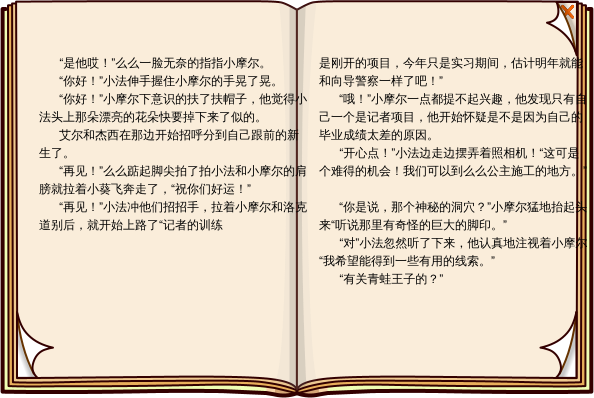 “是他哎！”么么一脸无奈的指指小摩尔。
“你好！”小法伸手握住小摩尔的手晃了晃。
“你好！”小摩尔下意识的扶了扶帽子，他觉得小
法头上那朵漂亮的花朵快要掉下来了似的。
艾尔和杰西在那边开始招呼分到自己跟前的新
生了。
“再见！”么么踮起脚尖拍了拍小法和小摩尔的肩
膀就拉着小葵飞奔走了，“祝你们好运！”
“再见！”小法冲他们招招手，拉着小摩尔和洛克
道别后，就开始上路了“记者的训练
是刚开的项目，今年只是实习期间，估计明年就能
和向导警察一样了吧！”
“哦！”小摩尔一点都提不起兴趣，他发现只有自
己一个是记者项目，他开始怀疑是不是因为自己的
毕业成绩太差的原因。
“开心点！”小法边走边摆弄着照相机！“这可是
个难得的机会！我们可以到么么公主施工的地方。”
“你是说，那个神秘的洞穴？”小摩尔猛地抬起头
来“听说那里有奇怪的巨大的脚印。”
“对”小法忽然听了下来，他认真地注视着小摩尔
“我希望能得到一些有用的线索。”
“有关青蛙王子的？”